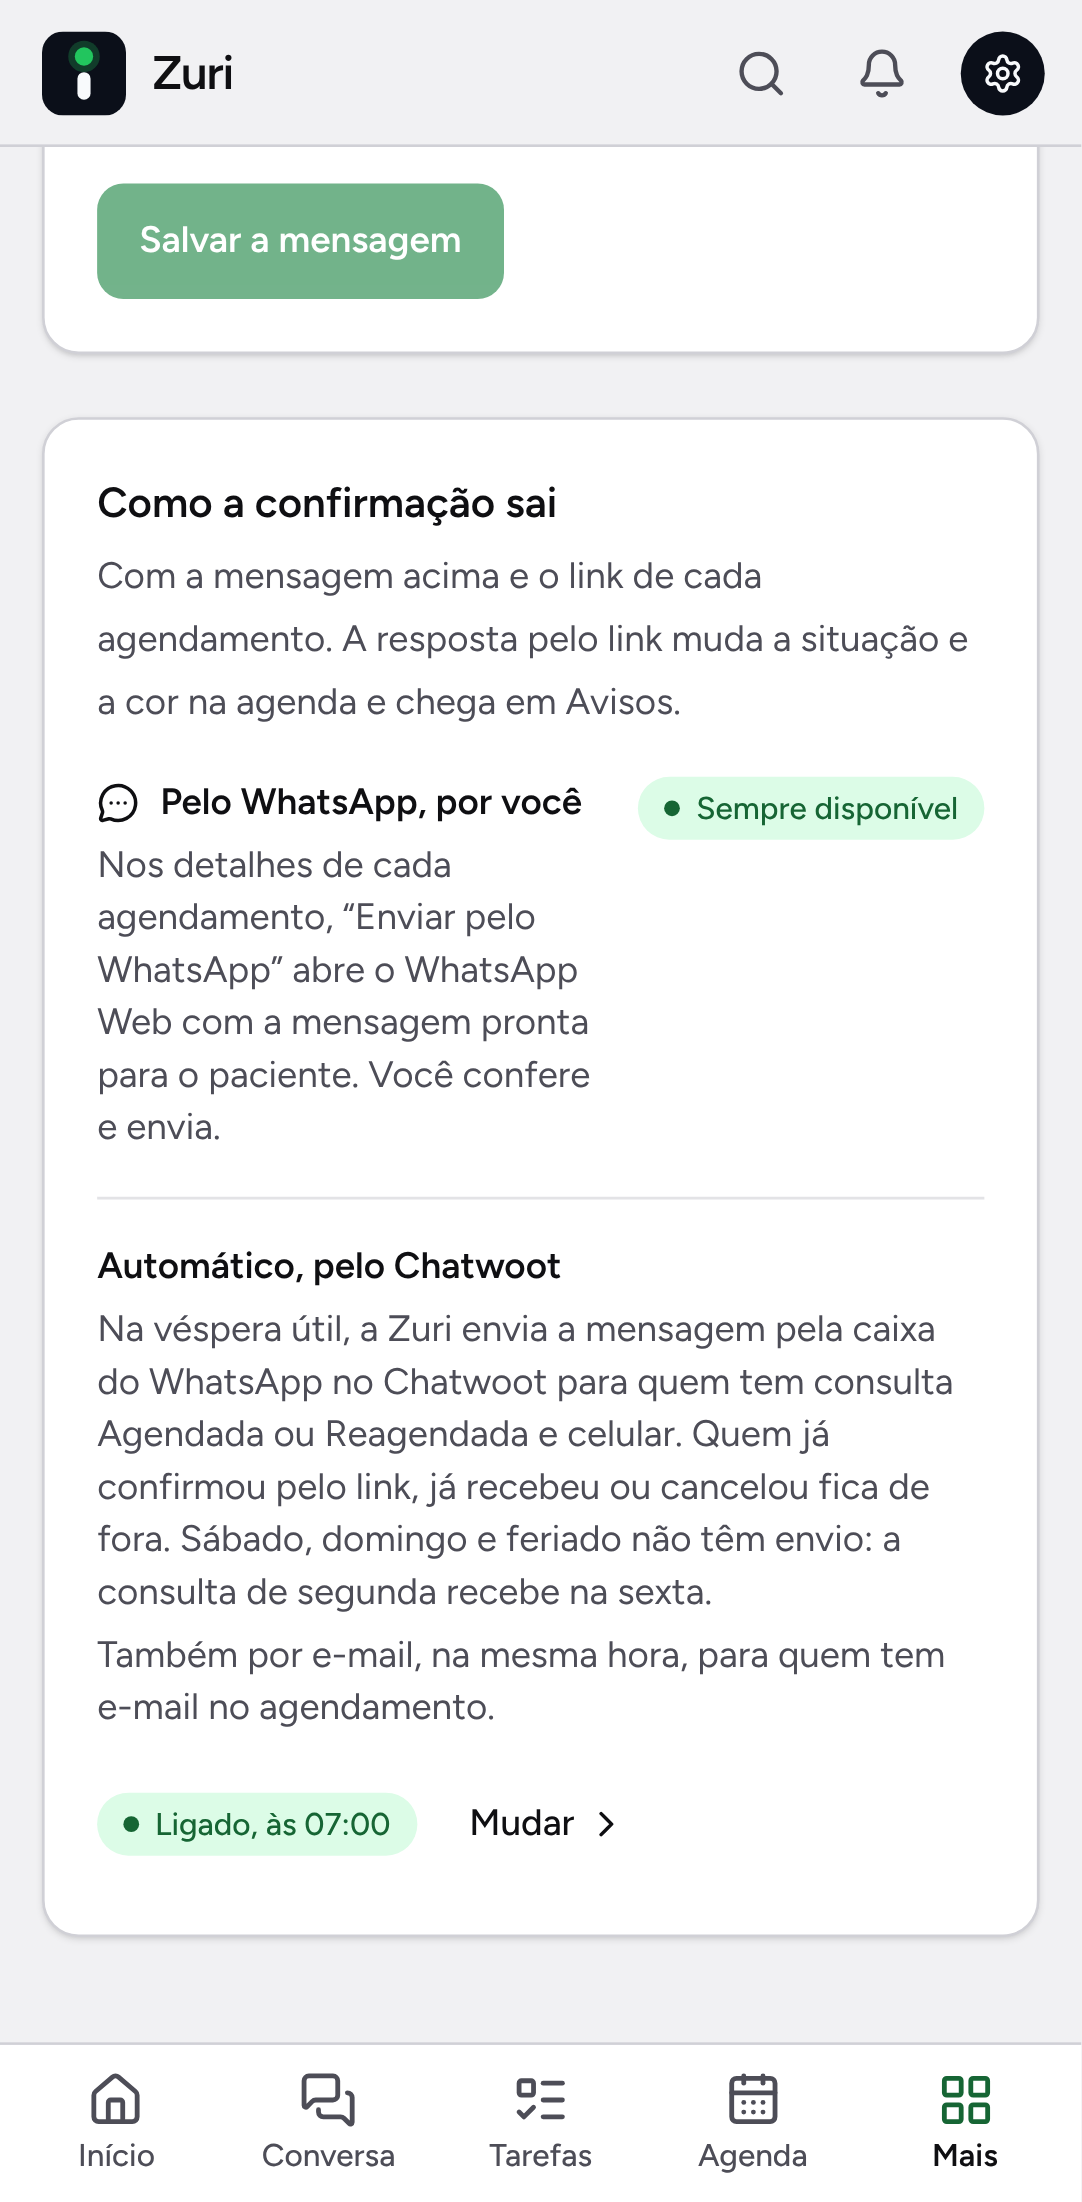 Zuri
Salvar a mensagem
Como a confirmação sai
Com a mensagem acima e o link de cada
agendamento. A resposta pelo link muda a situação e
a cor na agenda e chega em Avisos.
Pelo WhatsApp, por você
Sempre disponível
Nos detalhes de cada
agendamento, “Enviar pelo
WhatsApp” abre o WhatsApp
Web com a mensagem pronta
para o paciente. Você confere
e envia.
Automático, pelo Chatwoot
Na véspera útil, a Zuri envia a mensagem pela caixa
do WhatsApp no Chatwoot para quem tem consulta
Agendada ou Reagendada e celular. Quem já
confirmou pelo link, já recebeu ou cancelou fica de
fora. Sábado, domingo e feriado não têm envio: a
consulta de segunda recebe na sexta.
Também por e-mail, na mesma hora, para quem tem
e-mail no agendamento.
Ligado, às 07:00
Mudar
Início
Conversa
Tarefas
Agenda
Mais